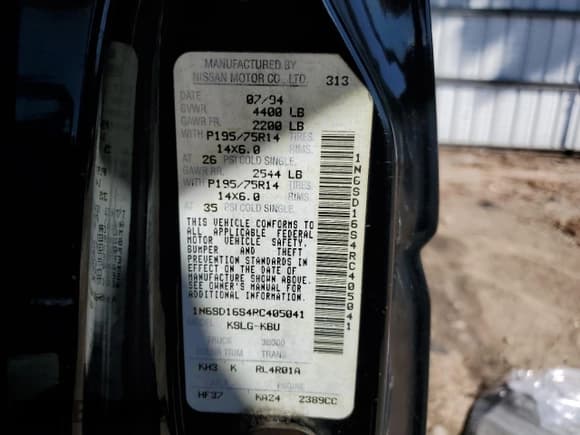 MANUFACTURED BY
NISSAN MOTOR CO., LTD. 313
DATE 07/94
GVWR 4400 LB
GAWR FR. 2200 LB
WITH P195/75R14 TIRES
14X6.0 RIMS.
AT 26 PSI COLD SINGLE.
GAWR RR. 2544 LB
WITH P195/75R14 TIRES
14X6.0 RIMS.
AT 35 PSI COLD SINGLE.
THIS VEHICLE CONFORMS TO
ALL APPLICABLE FEDERAL
MOTOR VEHICLE SAFETY,
BUMPER AND THEFT
PREVENTION STANDARDS IN
EFFECT ON THE DATE OF
MANUFACTURE SHOWN ABOVE.
SEE OWNER'S MANUAL FOR
ADDITIONAL INFORMATION.
1N6SD16S4RC405041
KSLG-KBU
TRUCK
TRIM TRANS
KH3 K RL4R01A
ENGINE
HF37 KA24 2389CC
1N6SD16S4RC405041